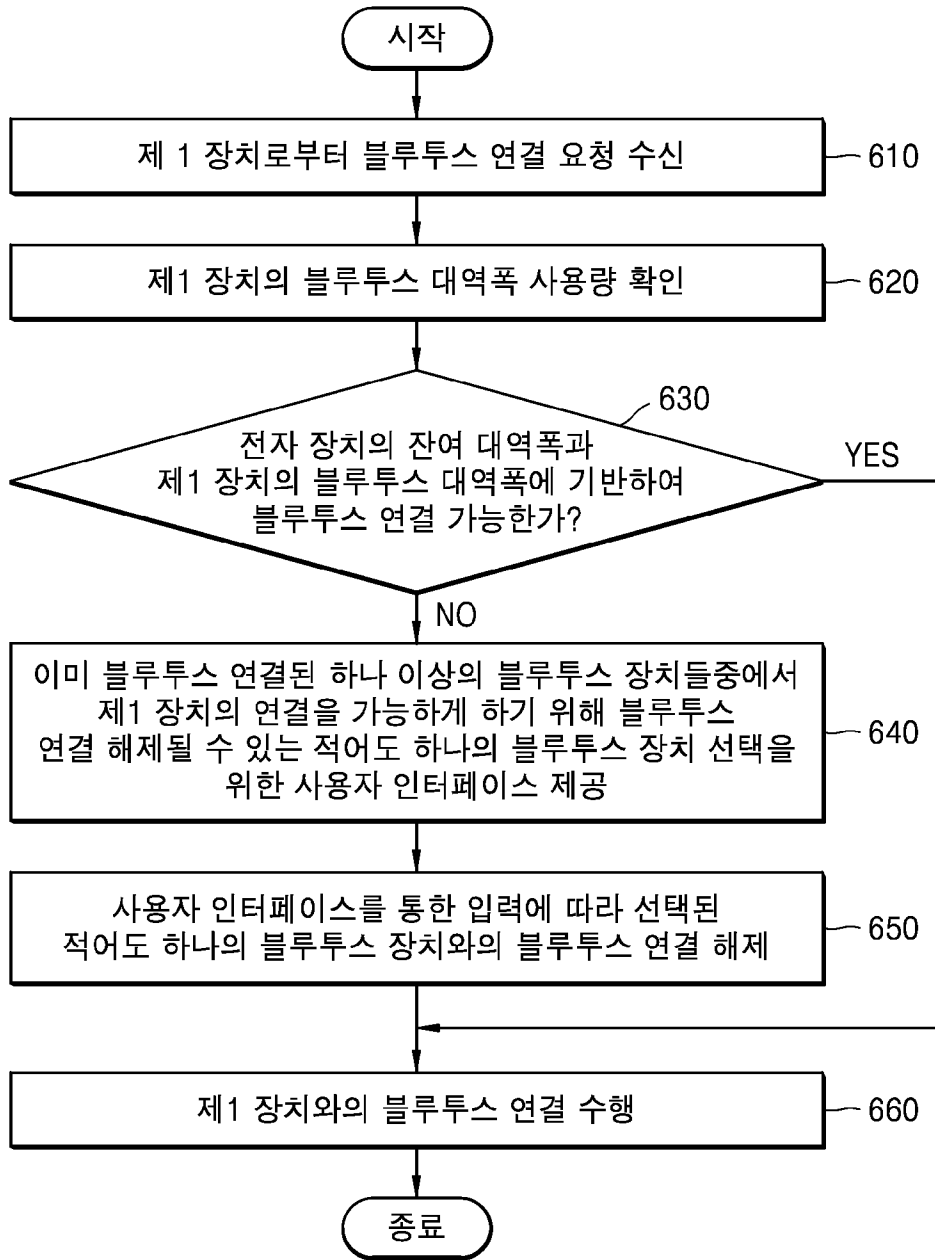 시작
제 1 장치로부터 블루투스 연결 요청 수신
610
제1 장치의 블루투스 대역폭 사용량 확인
620
630
전자 장치의 잔여 대역폭과
제1 장치의 블루투스 대역폭에 기반하여
블루투스 연결 가능한가?
YES
NO
이미 블루투스 연결된 하나 이상의 블루투스 장치들중에서
제1 장치의 연결을 가능하게 하기 위해 블루투스
연결 해제될 수 있는 적어도 하나의 블루투스 장치 선택을
위한 사용자 인터페이스 제공
640
사용자 인터페이스를 통한 입력에 따라 선택된
적어도 하나의 블루투스 장치와의 블루투스 연결 해제
650
제1 장치와의 블루투스 연결 수행
660
종료